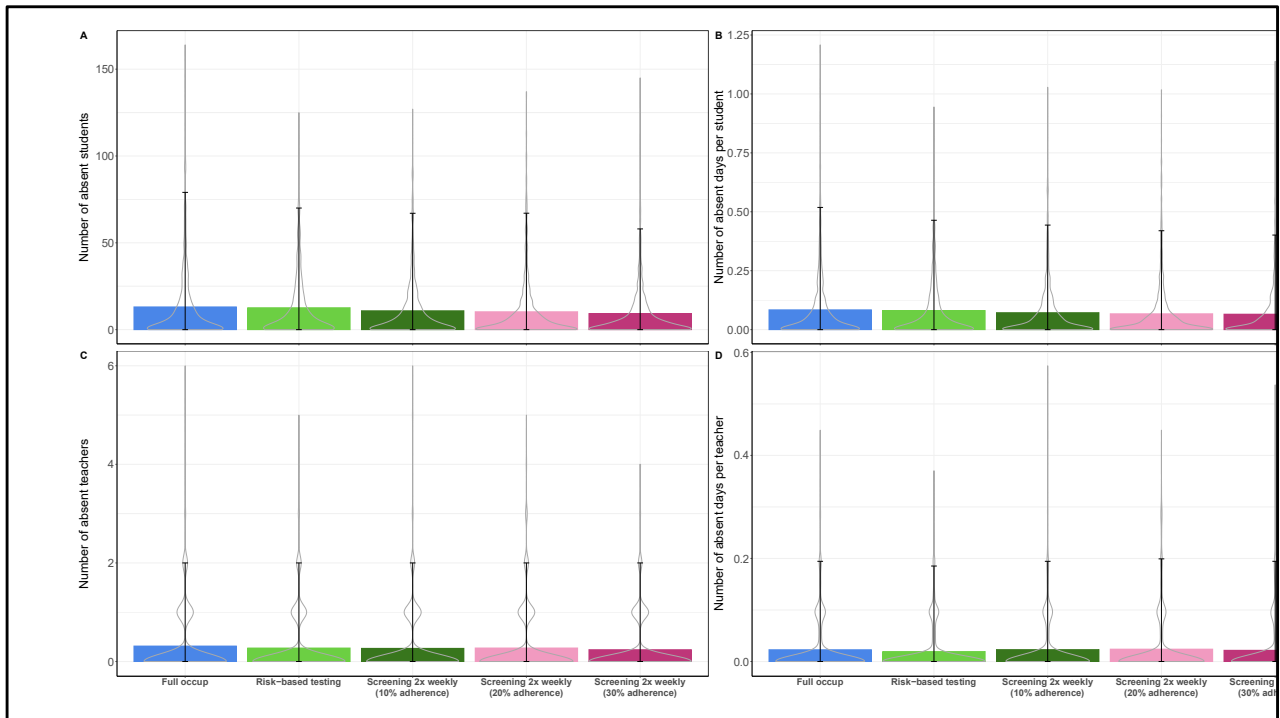 A
Number of absent students
150
100
50
0
B
Number of absent days per student
1.25
1.00
0.75
0.50
0.25
0.00
C
Number of absent teachers
6
4
2
0
Full occup
Risk−based testing
Screening 2x weekly
(10% adherence)
Screening 2x weekly
(20% adherence)
Screening 2x weekly
(30% adherence)
D
Number of absent days per teacher
0.6
0.4
0.2
0.0
Full occup
Risk−based testing
Screening 2x weekly
(10% adherence)
Screening 2x weekly
(20% adherence)
Screening
(30%